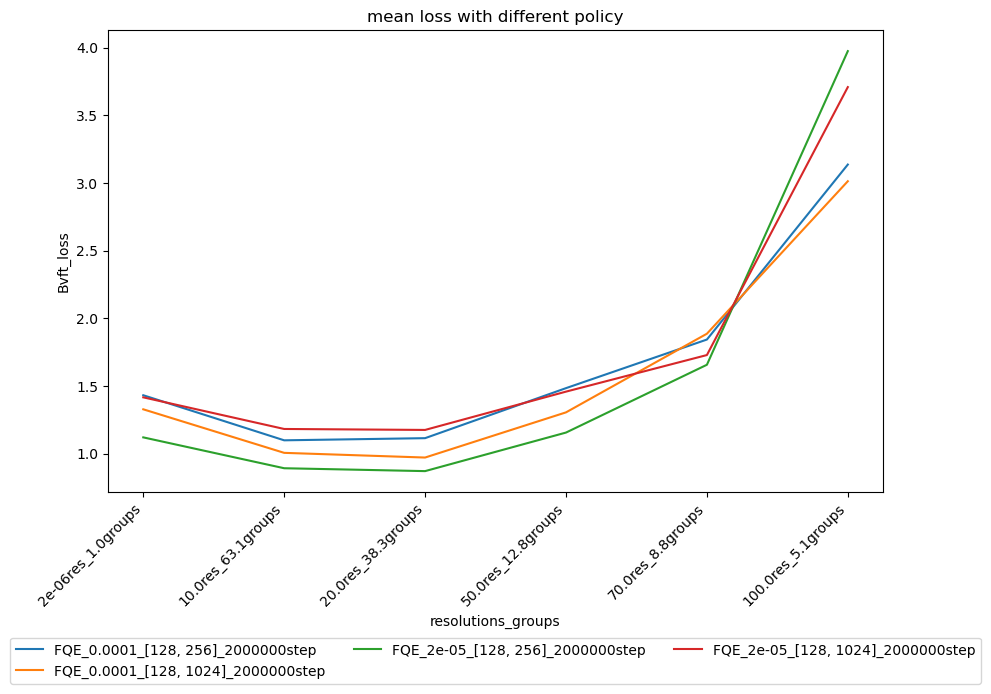 mean loss with different policy
4.0
3.5
3.0
2.5
2.0
1.5
1.0
Bvft_loss
2e-06res_1.0groups
10.0res_63.1groups
20.0res_38.3groups
50.0res_12.8groups
70.0res_8.8groups
100.0res_5.1groups
resolutions_groups
FQE_0.0001_[128, 256]_2000000step
FQE_0.0001_[128, 1024]_2000000step
FQE_2e-05_[128, 256]_2000000step
FQE_2e-05_[128, 1024]_2000000step